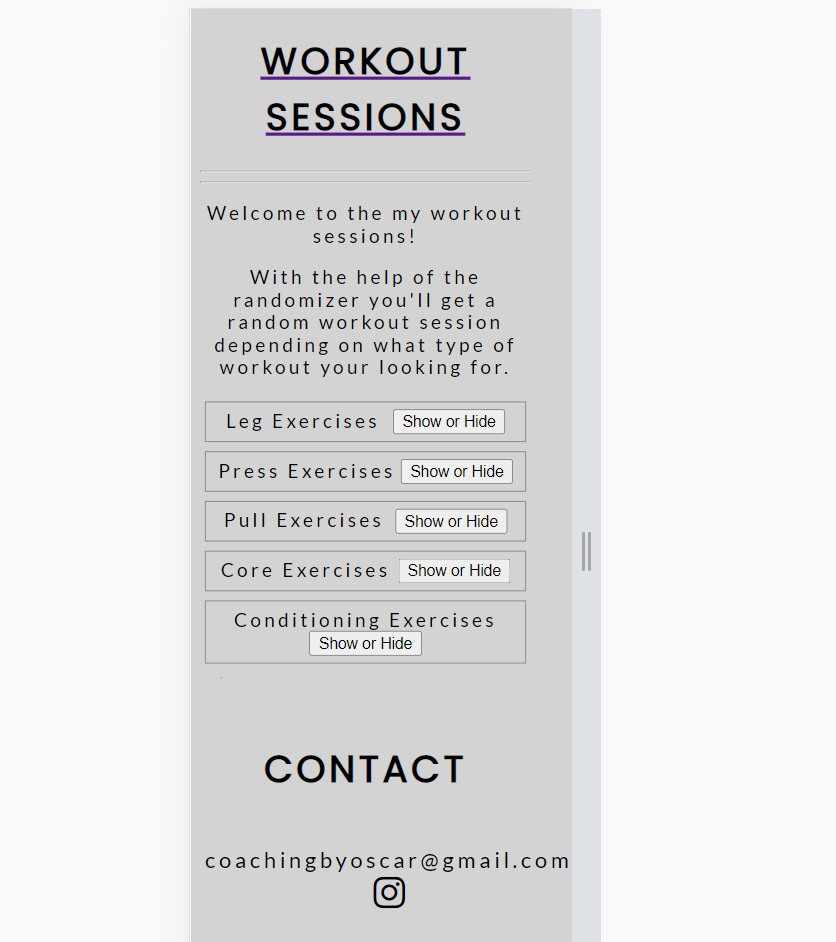 WORKOUT
SESSIONS
Welcome to the my workout
sessions!
With the help of the
randomizer you'll get a
random workout session
depending on what type of
workout your looking for.
Leg Exercises Show or Hide
Press Exercises Show or Hide
Pull Exercises Show or Hide
Core Exercises Show or Hide
Conditioning Exercises
Show or Hide
CONTACT
coachingbyoscar@gmail.com